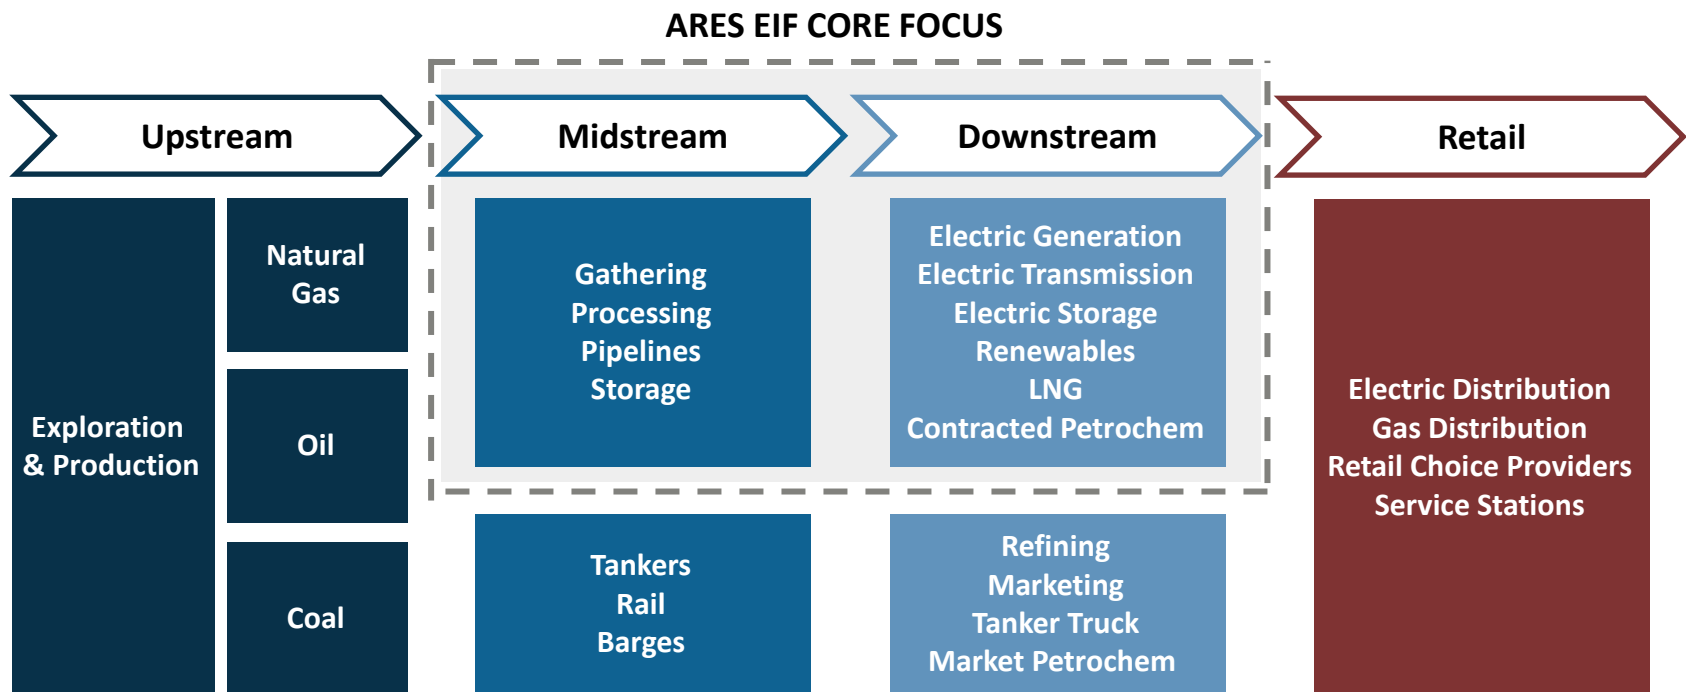 ARES EIF CORE FOCUS
Upstream
Midstream
Downstream
Retail
Exploration
& Production
Natural
Gas
Oil
Coal
Gathering
Processing
Pipelines
Storage
Tankers
Rail
Barges
Electric Generation
Electric Transmission
Electric Storage
Renewables
LNG
Contracted Petrochem
Refining
Marketing
Tanker Truck
Market Petrochem
Electric Distribution
Gas Distribution
Retail Choice Providers
Service Stations